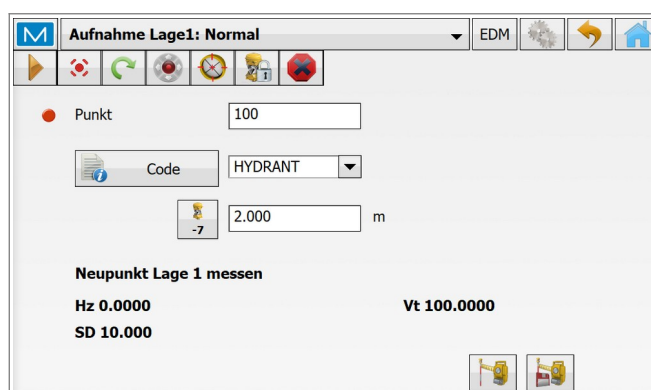 Aufnahme Lage1: Normal EDM
Punkt 100
Code HYDRANT
-7 2.000 m
Neupunkt Lage 1 messen
Hz 0.0000 Vt 100.0000
SD 10.000